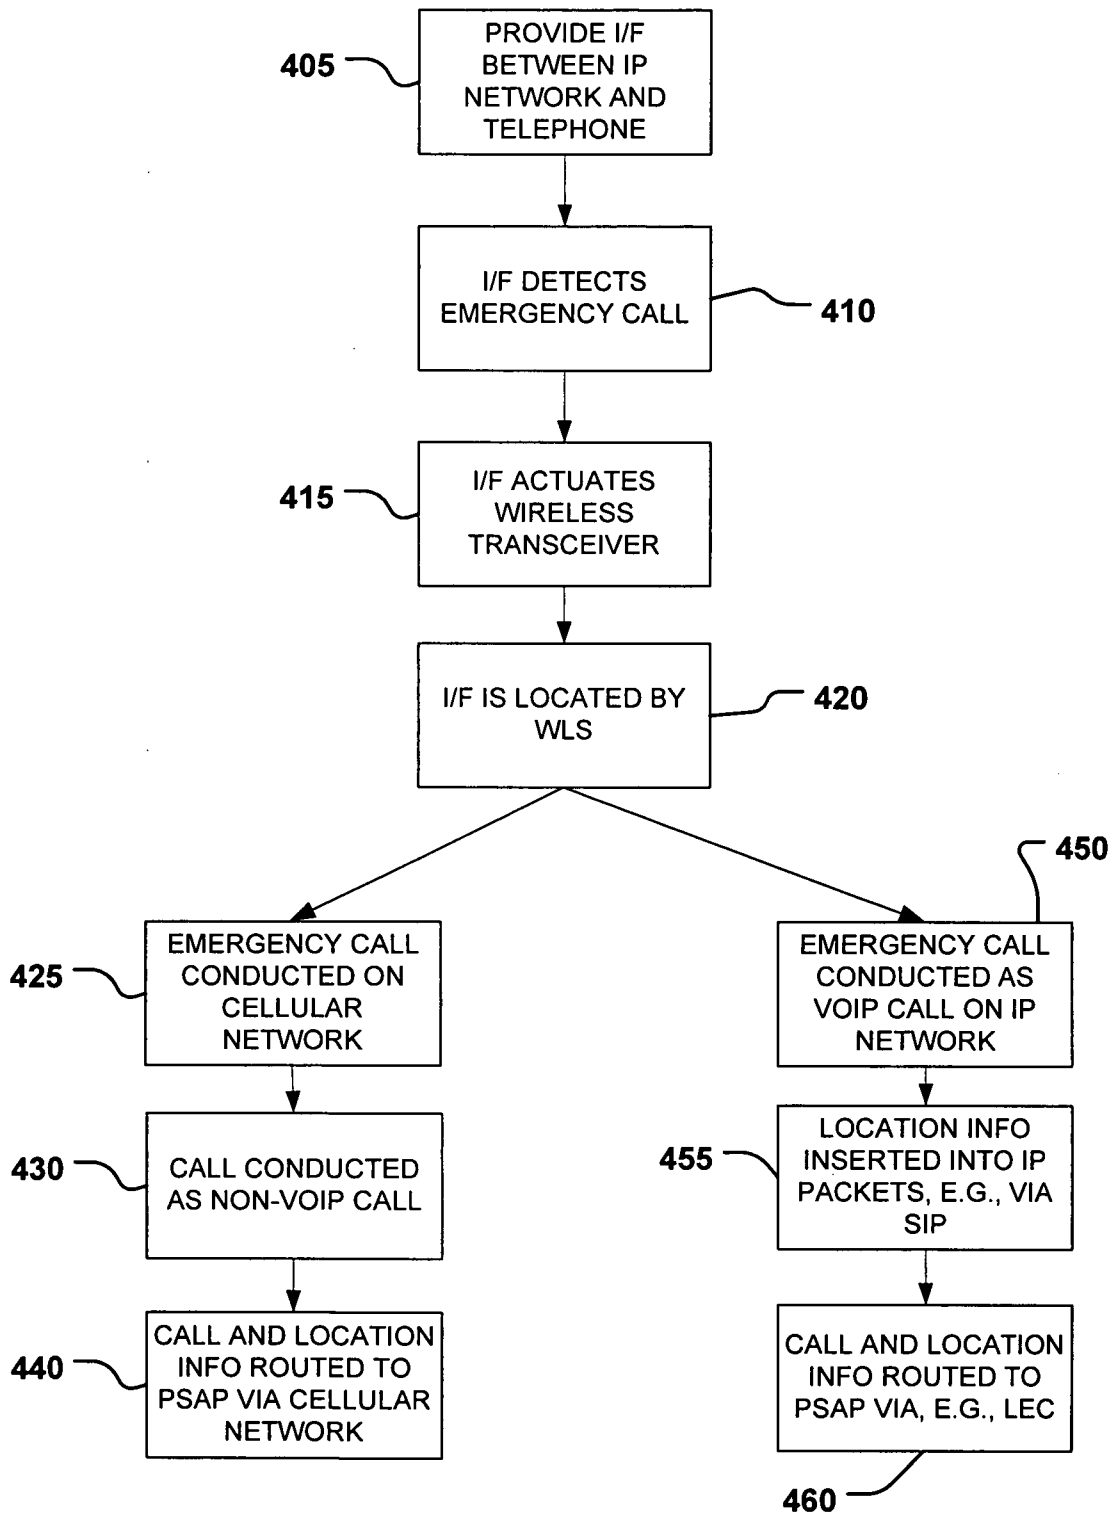 PROVIDE I/F
BETWEEN IP
NETWORK AND
TELEPHONE
405
I/F DETECTS
EMERGENCY CALL
410
I/F ACTUATES
WIRELESS
TRANSCEIVER
415
I/F IS LOCATED BY
WLS
420
EMERGENCY CALL
CONDUCTED ON
CELLULAR
NETWORK
425
CALL CONDUCTED
AS NON-VOIP CALL
430
CALL AND LOCATION
INFO ROUTED TO
PSAP VIA CELLULAR
NETWORK
440
450
EMERGENCY CALL
CONDUCTED AS
VOIP CALL ON IP
NETWORK
LOCATION INFO
INSERTED INTO IP
PACKETS, E.G., VIA
SIP
455
CALL AND LOCATION
INFO ROUTED TO
PSAP VIA, E.G., LEC
460